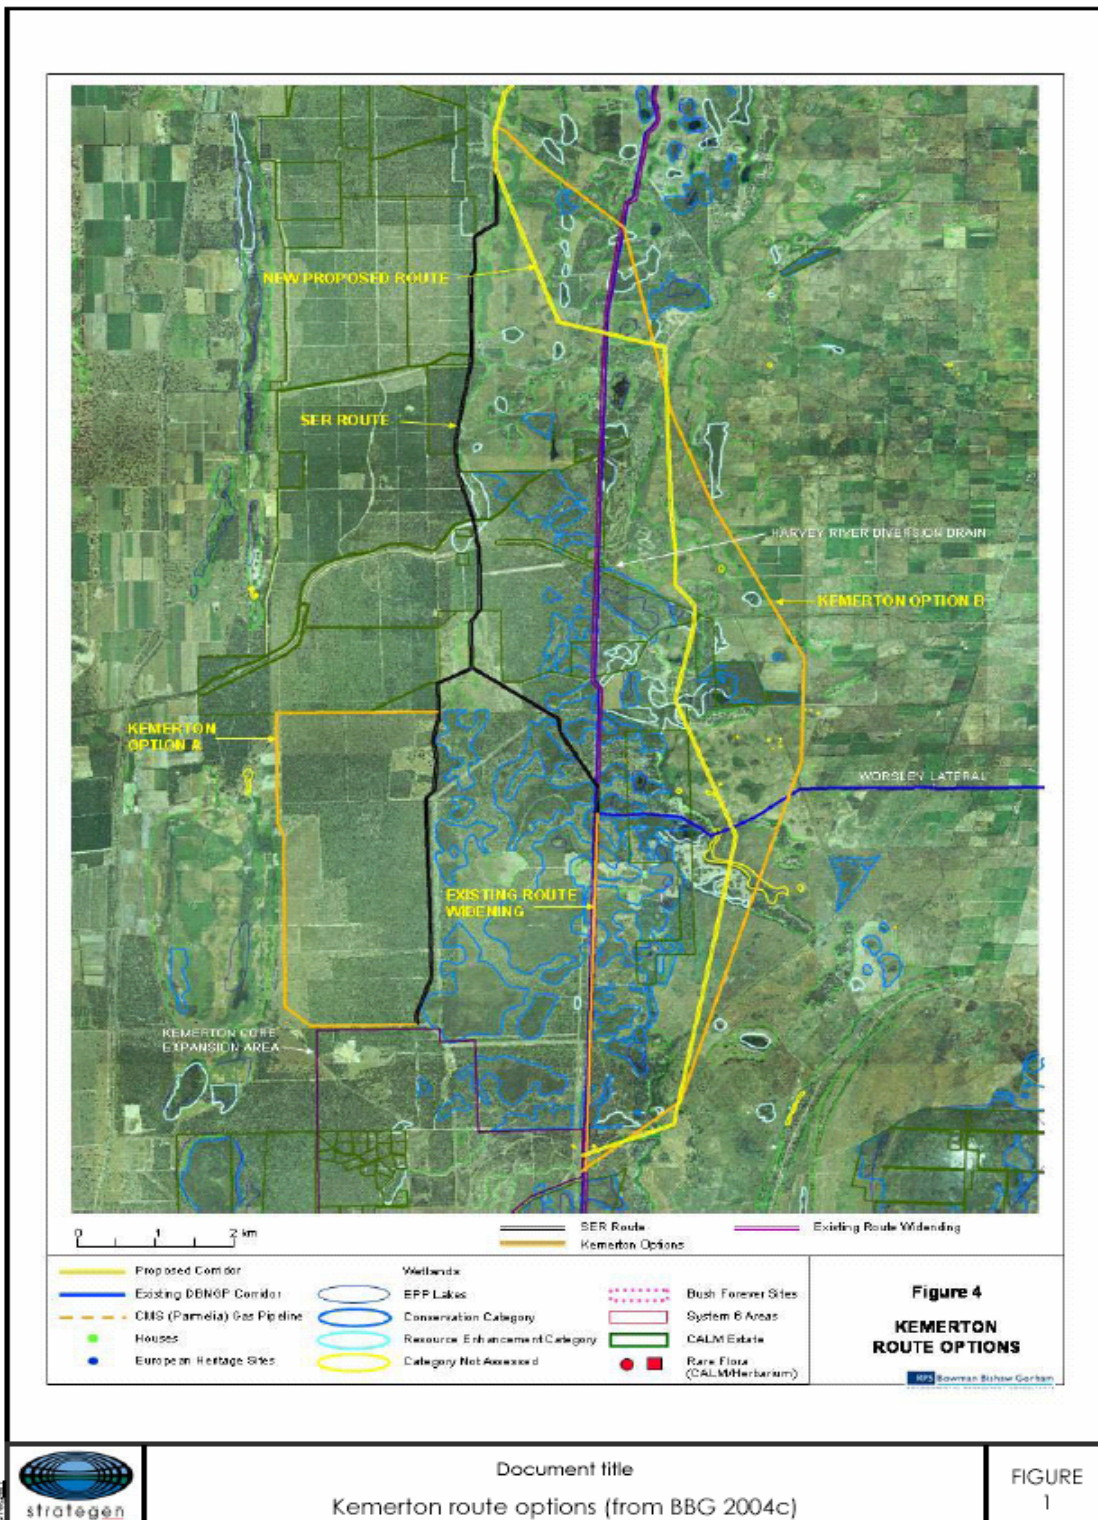 NEW PROPOSED ROUTE
SER ROUTE
HARVEY RIVER DIVERSION DRAIN
KEMERTON OPTION B
KEMERTON
OPTION A
WORSLEY LATERAL
EXISTING ROUTE
WIDENING
KEMERTON CORE
EXPANSION AREA
0 1 2 km
SER Route
Existing Route Widending
Kemerton Options
Proposed Corridor
Existing DBNGP Corridor
CMS (Parmelia) Gas Pipeline
Houses
European Heritage Sites
Wetlands
EPP Lakes
Conservation Category
Resource Enhancement Category
Category Not Assessed
Bush Forever Sites
System 6 Areas
CALM Estate
Rare Flora
(CALM/Herbarium)
Figure 4
KEMERTON
ROUTE OPTIONS
RPS Bowman Bishaw Gorham
strategen
Document title
Kemerton route options (from BBG 2004c)
FIGURE
1